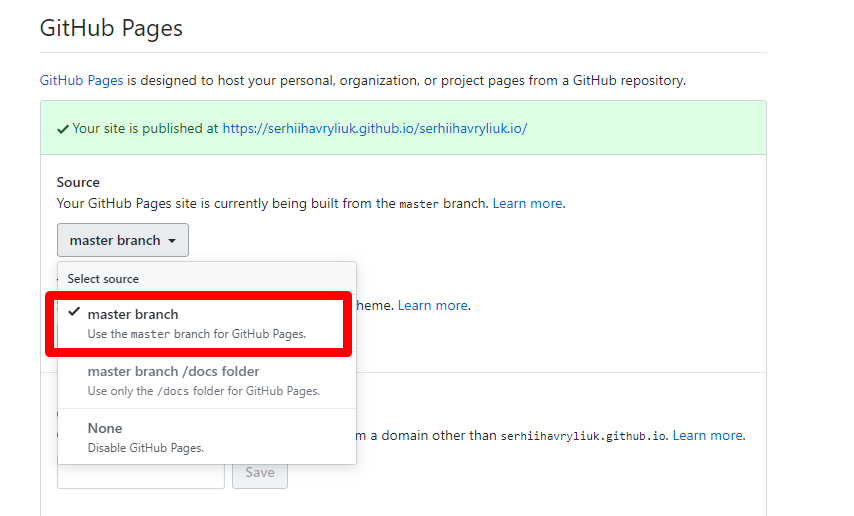 GitHub Pages
GitHub Pages is designed to host your personal, organization, or project pages from a GitHub repository.
Your site is published at https://serhiihavryliuk.github.io/serhiihavryliuk.io/
Source
Your GitHub Pages site is currently being built from the master branch. Learn more.
master branch
Select source
master branch
heme. Learn more.
Use the master branch for GitHub Pages.
master branch /docs folder
Use only the /docs folder for GitHub Pages.
None
m a domain other than serhiihavryliuk.github.io. Learn more.
Disable GitHub Pages.
Save